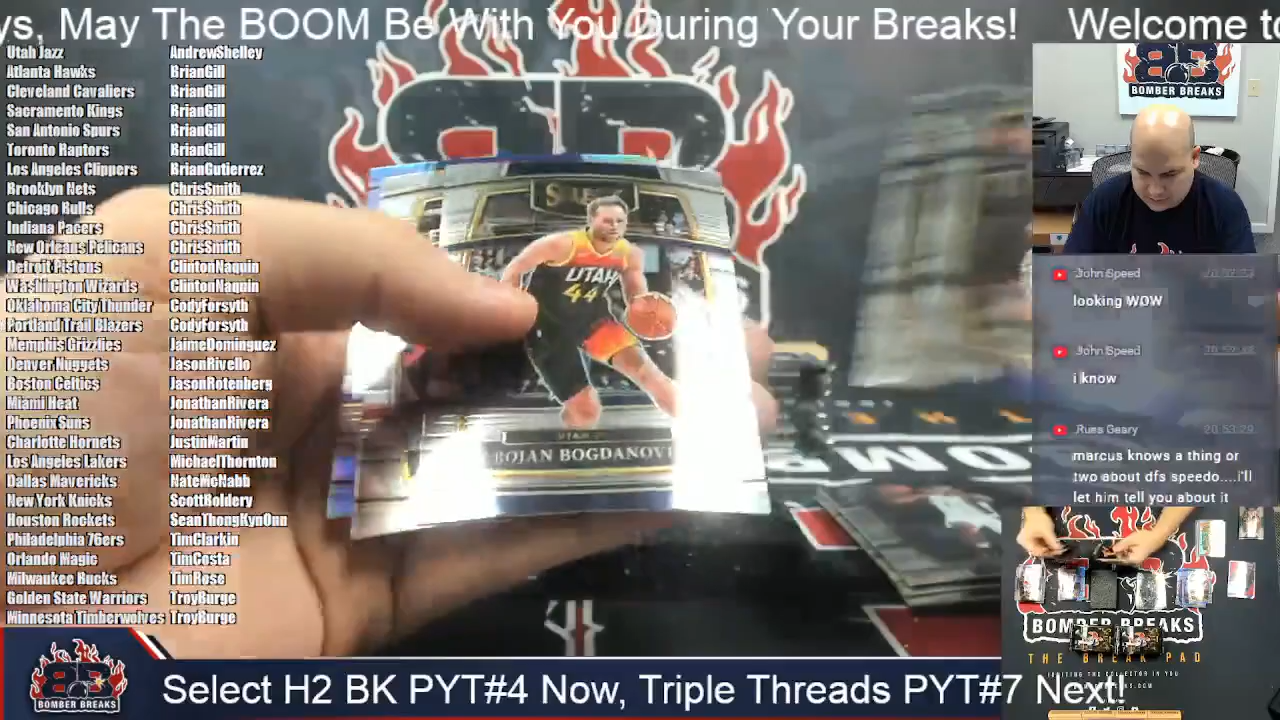 ys, May The BOOM Be With You During Your Breaks! Welcome to
Utah Jazz AndrewShelley
Atlanta Hawks BrianGill
Cleveland Cavaliers BrianGill
Sacramento Kings BrianGill
San Antonio Spurs BrianGill
Toronto Raptors BrianGill
Los Angeles Clippers BrianGutierrez
Brooklyn Nets ChrisSmith
Chicago Bulls ChrisSmith
Indiana Pacers ChrisSmith
New Orleans Pelicans ChrisSmith
Detroit Pistons ClintonNaquin
Washington Wizards ClintonNaquin
Oklahoma City Thunder CodyForsyth
Portland Trail Blazers CodyForsyth
Memphis Grizzlies JaimeDominguez
Denver Nuggets JasonRivello
Boston Celtics JasonRotenberg
Miami Heat JonathanRivera
Phoenix Suns JonathanRivera
Charlotte Hornets JustinMartin
Los Angeles Lakers MichaelThornton
Dallas Mavericks NateMcNabb
New York Knicks ScottBoldery
Houston Rockets SeanThongKynOnn
Philadelphia 76ers TimClarkin
Orlando Magic TimCosta
Milwaukee Bucks TimRose
Golden State Warriors TroyBurge
Minnesota Timberwolves TroyBurge
SELECT
UTAH
44
BOJAN BOGDANOVI
BOMBER BREAKS
John Speed
looking WOW
John Speed
i know
Russ Geary 20:53:29
marcus knows a thing or
two about dfs speedo....i'll
let him tell you about it
BOMBER BREAKS
THE BREAK PAD
BOMBER BREAKS
Select H2 BK PYT#4 Now, Triple Threads PYT#7 Next!